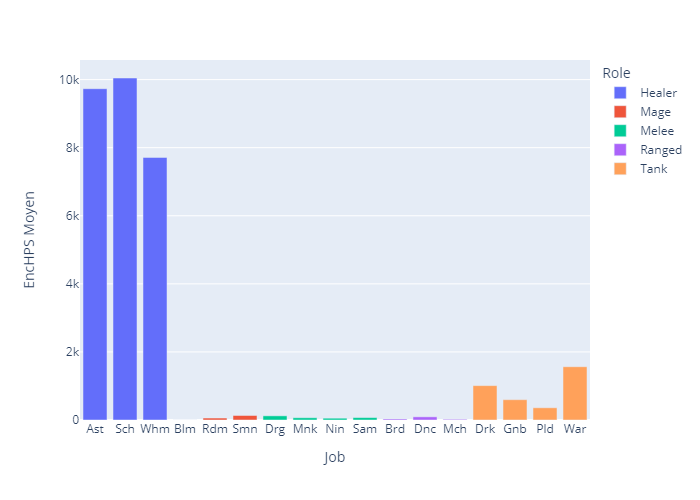 Role
Healer
Mage
Melee
Ranged
Tank
EncHPS Moyen
10k
8k
6k
4k
2k
0
Ast Sch Whm Blm Rdm Smn Drg Mnk Nin Sam Brd Dnc Mch Drk Gnb Pld War
Job